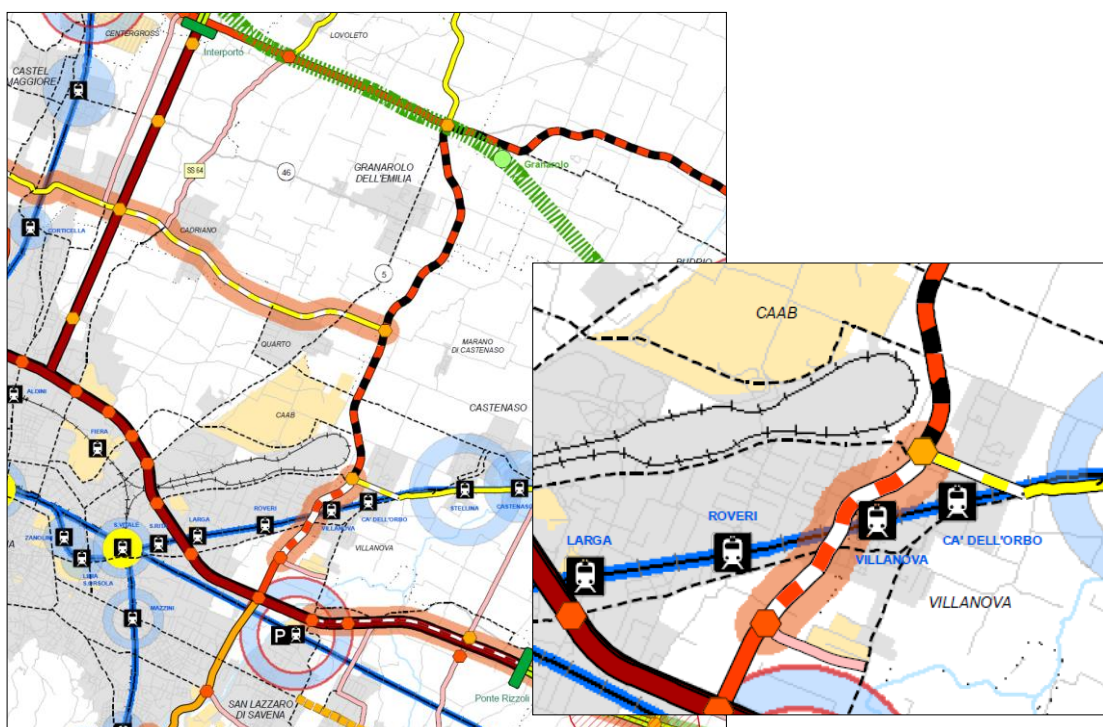 CENTERGROSS
LOVOLETO
Interporto
CASTEL
MAGGIORE
SS 64
46
GRANAROLO
DELL'EMILIA
Granarolo
CORTICELLA
CADRIANO
5
BUDRIO
QUARTO
MARANO
DI CASTENASO
ALDINI
CAAB
CASTENASO
FIERA
STELLINA
CASTENASO
S.VITALE
S.RITA
LARGA
ROVERI
VILLANOVA
CA' DELL'ORBO
ZANOLINI
VILLANOVA
MAZZINI
P
SAN LAZZARO
DI SAVENA
Ponte Rizzoli
CAAB
ROVERI
LARGA
CA' DELL'ORBO
VILLANOVA
VILLANOVA